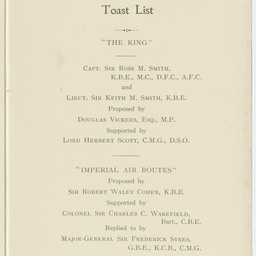 Toast List
"THE KING"
CAPT. SIR ROSS M. SMITH,
K.B.E., M.C., D.F.C., A.F.C.
and
LIEUT. SIR KEITH M. SMITH, K.B.E.
Proposed by
DOUGLAS VICKERS, ESQ., M.P.
Supported by
LORD HERBERT SCOTT, C.M.G., D.S.O.
"IMPERIAL AIR ROUTES"
Proposed by
SIR ROBERT WALEY COHEN, K.B.E.
Supported by
COLONEL SIR CHARLES C. WAKEFIELD,
Bart., C.B.E.
Replied to by
MAJOR-GENERAL SIR FREDERICK SYKES,
G.B.E., K.C.B., C.M.G.